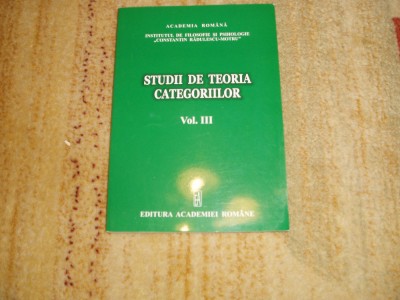 ACADEMIA ROMÂNĂ
INSTITUTUL DE FILOSOFIE ȘI PSIHOLOGIE
„CONSTANTIN RĂDULESCU-MOTRU”
STUDII DE TEORIA
CATEGORIILOR
Vol. III
EDITURA ACADEMIEI ROMÂNE